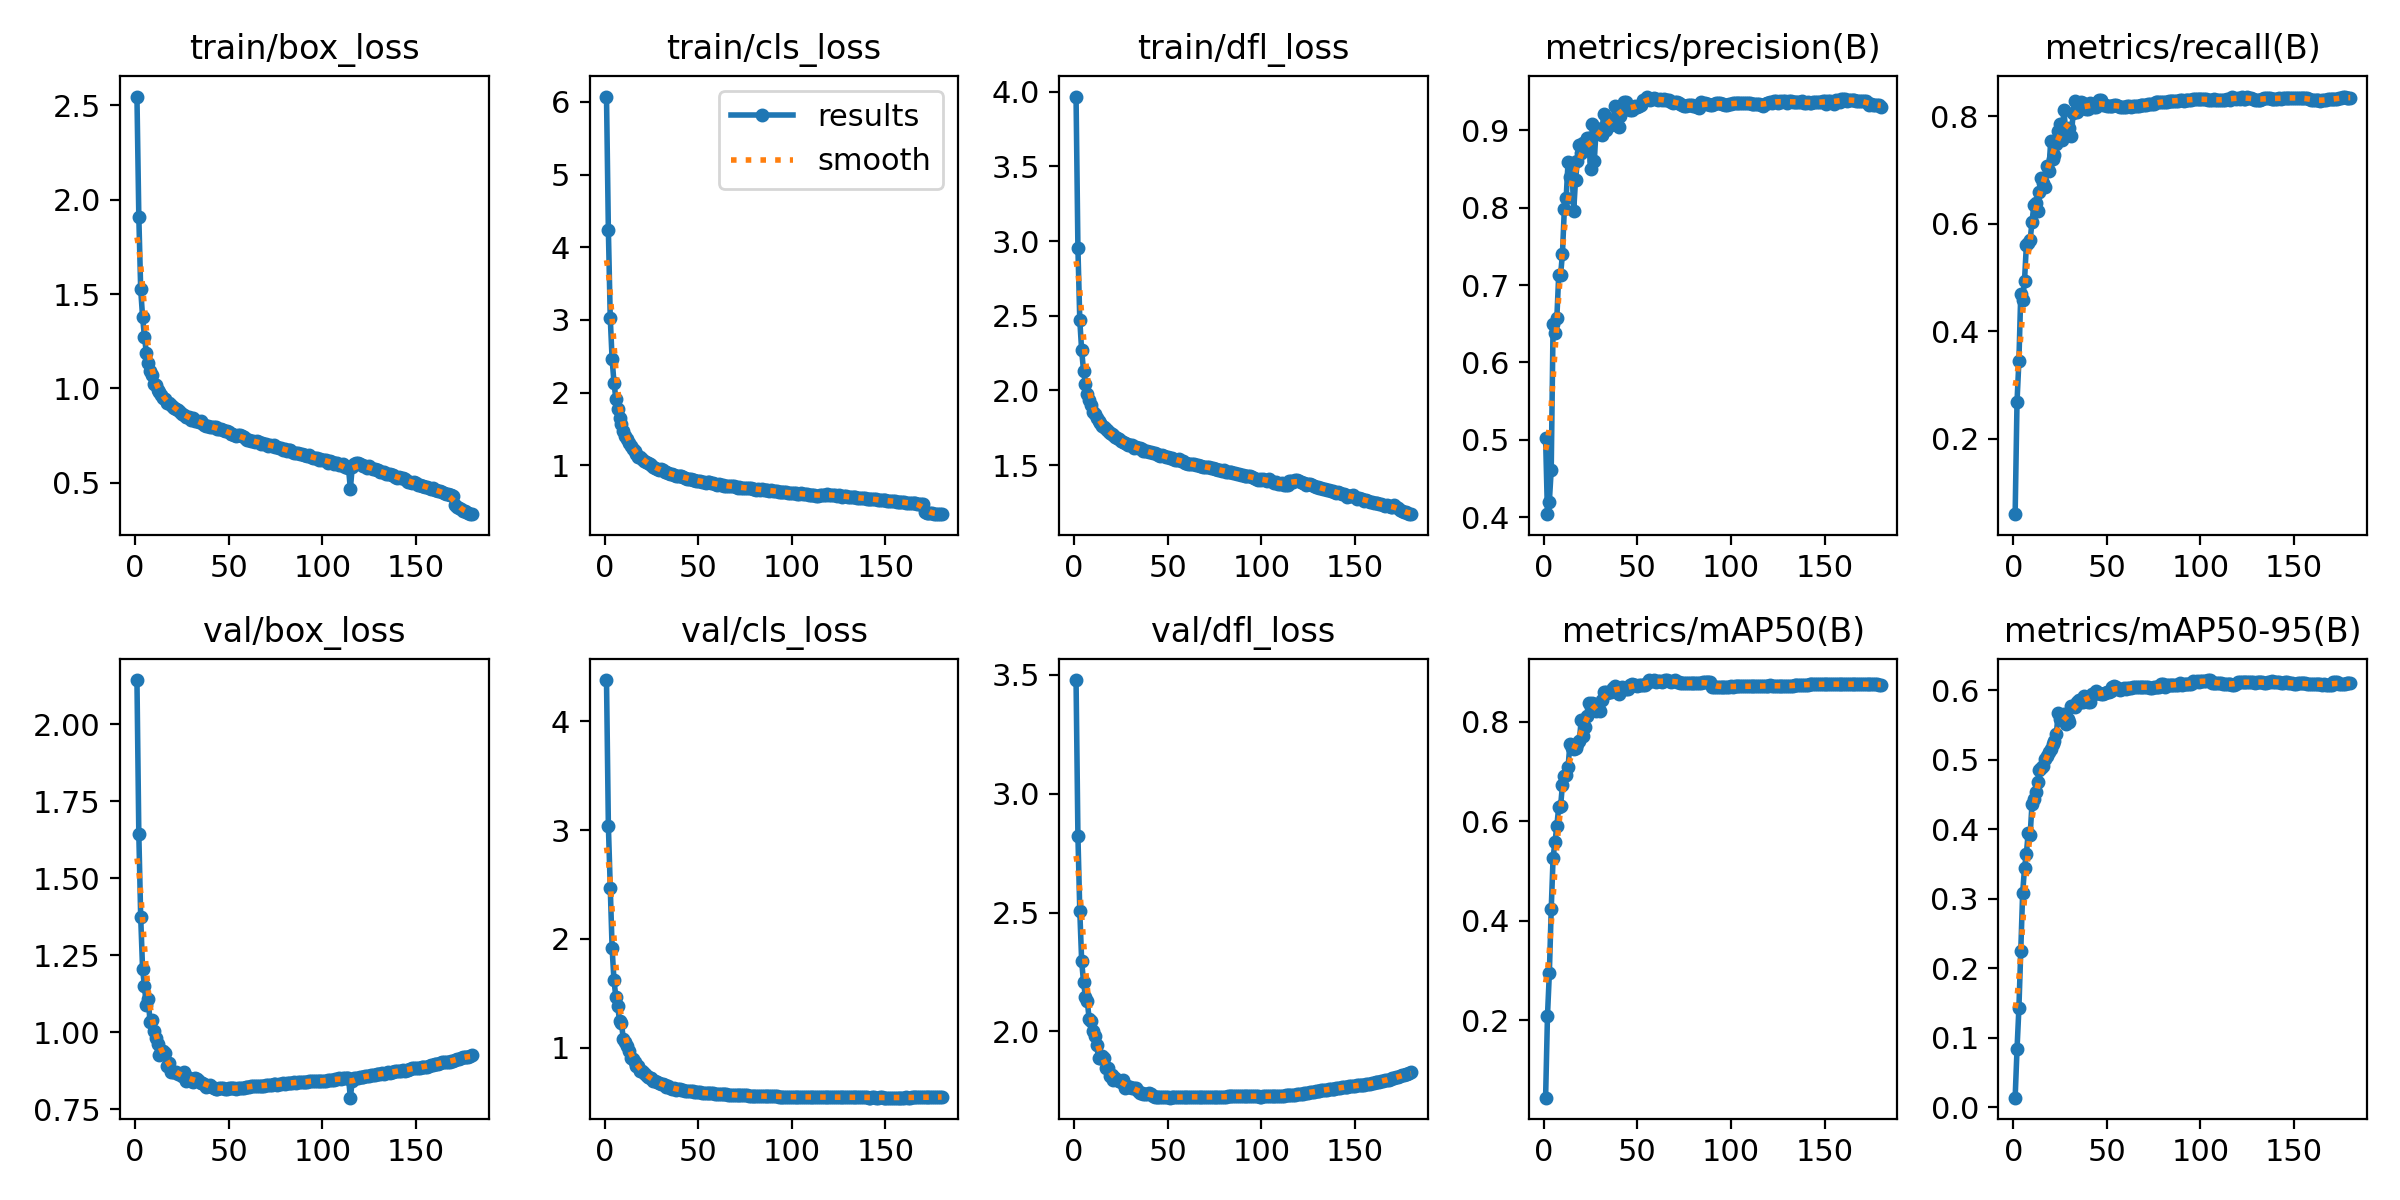 train/box_loss
2.5
2.0
1.5
1.0
0.5
0 50 100 150
train/cls_loss
results
smooth
6
5
4
3
2
1
0 50 100 150
train/dfl_loss
4.0
3.5
3.0
2.5
2.0
1.5
0 50 100 150
metrics/precision(B)
0.9
0.8
0.7
0.6
0.5
0.4
0 50 100 150
metrics/recall(B)
0.8
0.6
0.4
0.2
0 50 100 150
val/box_loss
2.00
1.75
1.50
1.25
1.00
0.75
0 50 100 150
val/cls_loss
4
3
2
1
0 50 100 150
val/dfl_loss
3.5
3.0
2.5
2.0
0 50 100 150
metrics/mAP50(B)
0.8
0.6
0.4
0.2
0 50 100 150
metrics/mAP50-95(B)
0.6
0.5
0.4
0.3
0.2
0.1
0.0
0 50 100 150